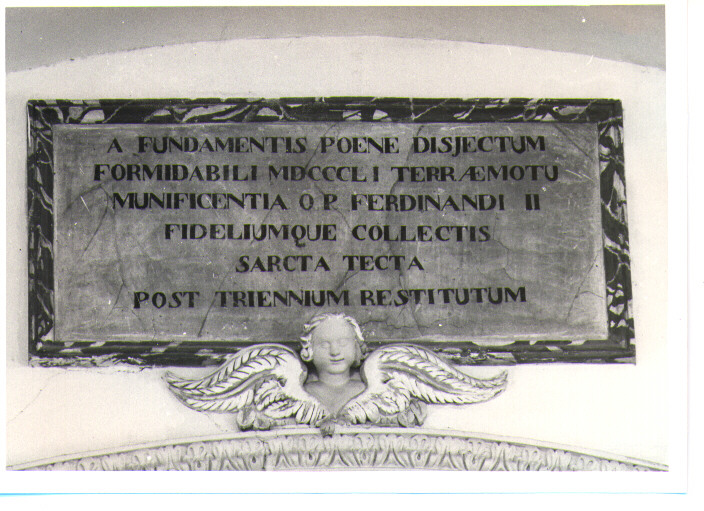 A FUNDAMENTIS POENE DISJECTUM
FORMIDABILI MDCCCLI TERRÆMOTU
MUNIFICENTIA O P. FERDINANDI II
FIDELIUMQUE COLLECTIS
SARCTA TECTA
POST TRIENNIUM RESTITUTUM